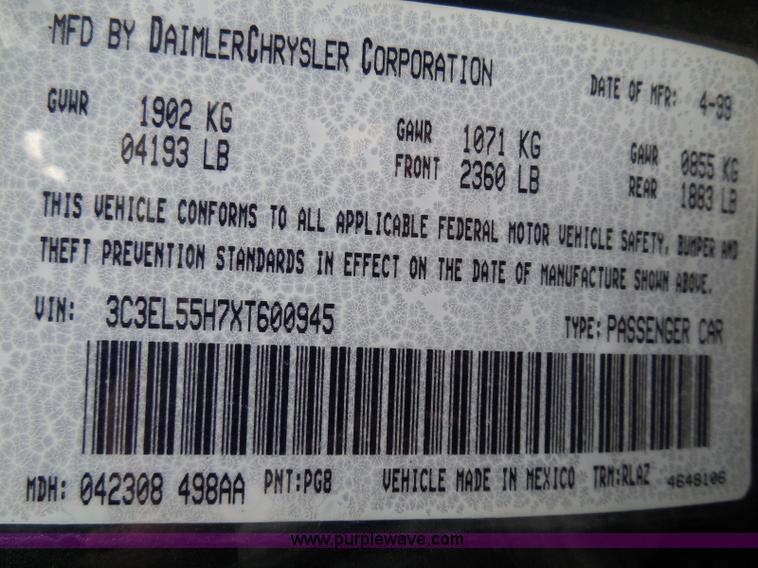 MFD BY DAIMLERCHRYSLER CORPORATION DATE OF MFR: 4-99
GVWR 1902 KG GAWR 1071 KG GAWR 0855 KG
04193 LB FRONT 2360 LB REAR 1883 LB
THIS VEHICLE CONFORMS TO ALL APPLICABLE FEDERAL MOTOR VEHICLE SAFETY, BUMPER AND
THEFT PREVENTION STANDARDS IN EFFECT ON THE DATE OF MANUFACTURE SHOWN ABOVE.
VIN: 3C3EL55H7XT600945 TYPE: PASSENGER CAR
MDH: 042308 498AA PNT:PG8 VEHICLE MADE IN MEXICO TRM:RLAZ 4648106
www.purplewave.com